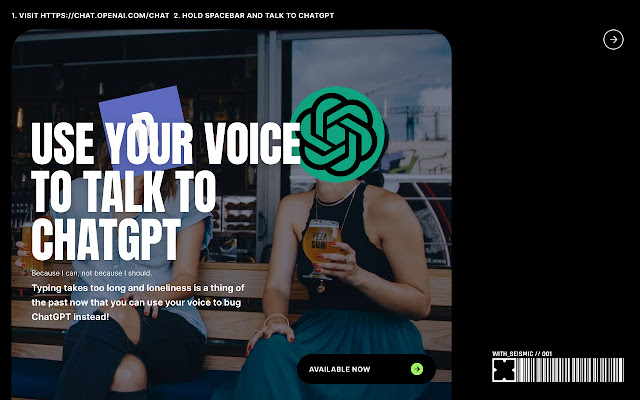 1. VISIT HTTPS://CHAT.OPENAI.COM/CHAT 2. HOLD SPACEBAR AND TALK TO CHATGPT
USE YOUR VOICE
TO TALK TO
CHATGPT
Because I can, not because I should.
Typing takes too long and loneliness is a thing of
the past now that you can use your voice to bug
ChatGPT instead!
AVAILABLE NOW
WITH_SEISMIC // 001